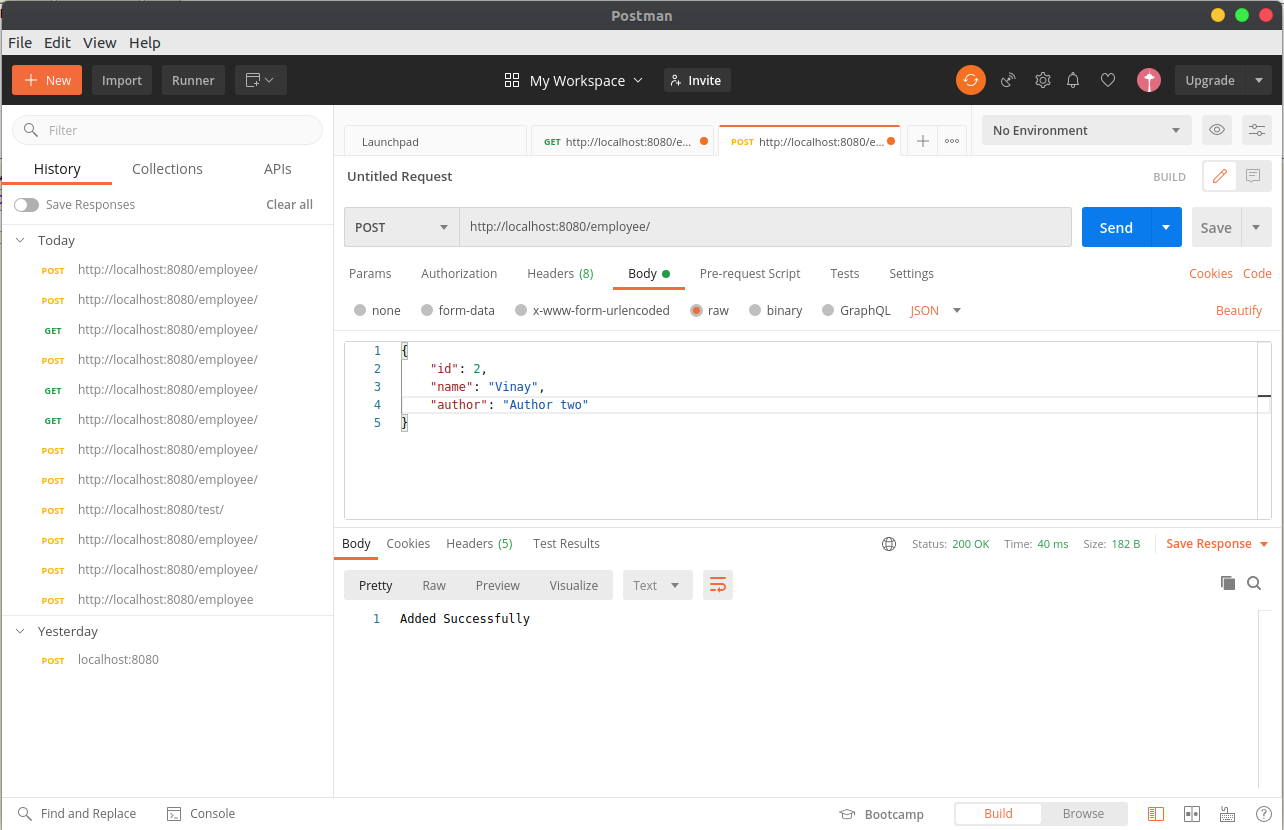 Postman
File Edit View Help
New Import Runner My Workspace Invite Upgrade
Filter
History Collections APIs
Save Responses Clear all
Today
POST http://localhost:8080/employee/
POST http://localhost:8080/employee/
GET http://localhost:8080/employee/
POST http://localhost:8080/employee/
GET http://localhost:8080/employee/
GET http://localhost:8080/employee/
POST http://localhost:8080/employee/
POST http://localhost:8080/employee/
POST http://localhost:8080/test/
POST http://localhost:8080/employee/
POST http://localhost:8080/employee/
POST http://localhost:8080/employee
Yesterday
POST localhost:8080
Launchpad GET http://localhost:8080/e... POST http://localhost:8080/e... No Environment
Untitled Request BUILD
POST http://localhost:8080/employee/ Send Save
Params Authorization Headers (8) Body Pre-request Script Tests Settings Cookies Code
none form-data x-www-form-urlencoded raw binary GraphQL JSON Beautify
1 {
2 "id": 2,
3 "name": "Vinay",
4 "author": "Author two"
5 }
Body Cookies Headers (5) Test Results Status: 200 OK Time: 40 ms Size: 182 B Save Response
Pretty Raw Preview Visualize Text
1 Added Successfully
Find and Replace Console Bootcamp Build Browse